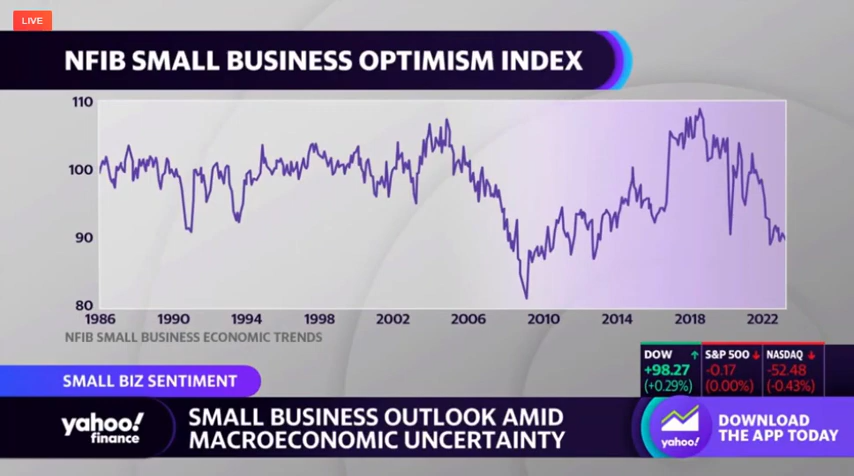 LIVE
NFIB SMALL BUSINESS OPTIMISM INDEX
110
100
90
80
1986 1990 1994 1998 2002 2006 2010 2014 2018 2022
NFIB SMALL BUSINESS ECONOMIC TRENDS
DOW S&P 500 NASDAQ
+98.27 -0.17 -52.48
(+0.29%) (0.00%) (-0.43%)
SMALL BIZ SENTIMENT
yahoo!
finance
SMALL BUSINESS OUTLOOK AMID
MACROECONOMIC UNCERTAINTY
yahoo!
DOWNLOAD
THE APP TODAY